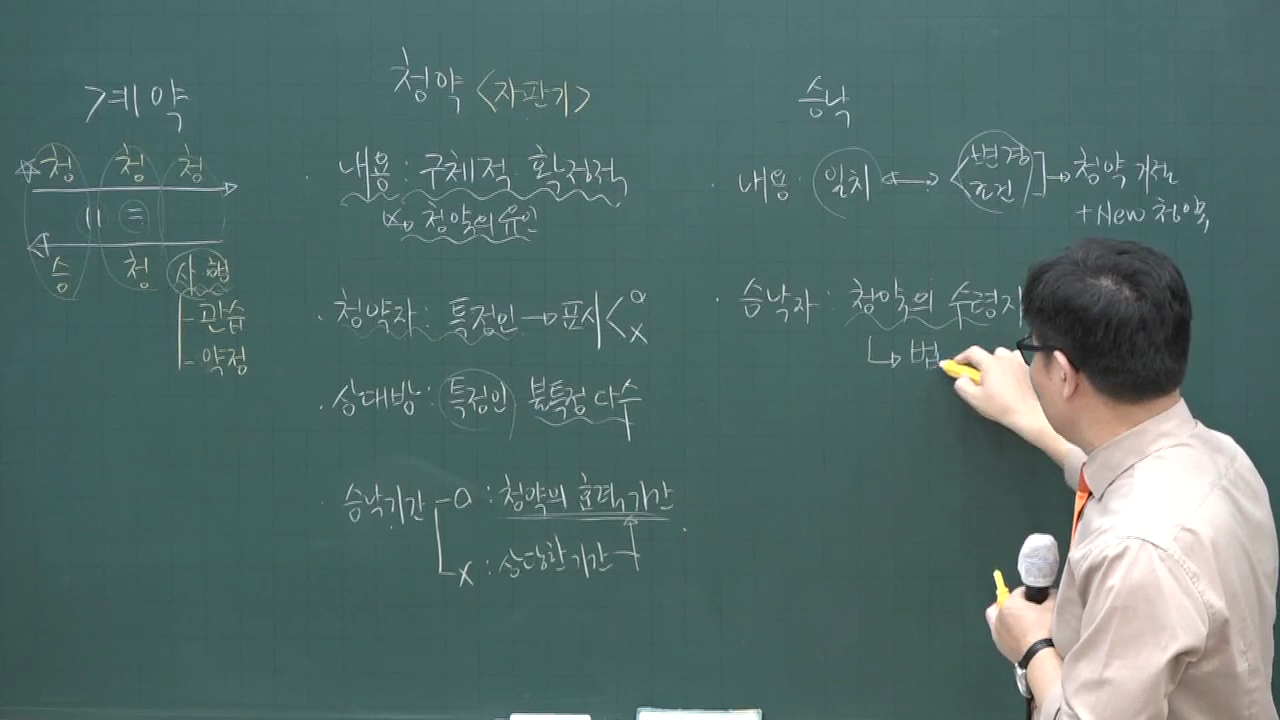 계약
청 청 청
11 =
승 청 사 행
- 관습
- 약정
청약 <자판기>
· 내용 : 구체적 · 확정적
x→ 청약의 유인
· 청약자 : 특정인 → 표시 < o
x
· 상대방 : 특정인 불특정 다수
· 승낙기간 - O : 청약의 효력기간
x : 상당한 기간
승낙
· 내용 · 일치 ↔ < 변경 조건 ] → 청약 거절
+ New 청약
· 승낙자 : 청약의 수령자
↳ 법